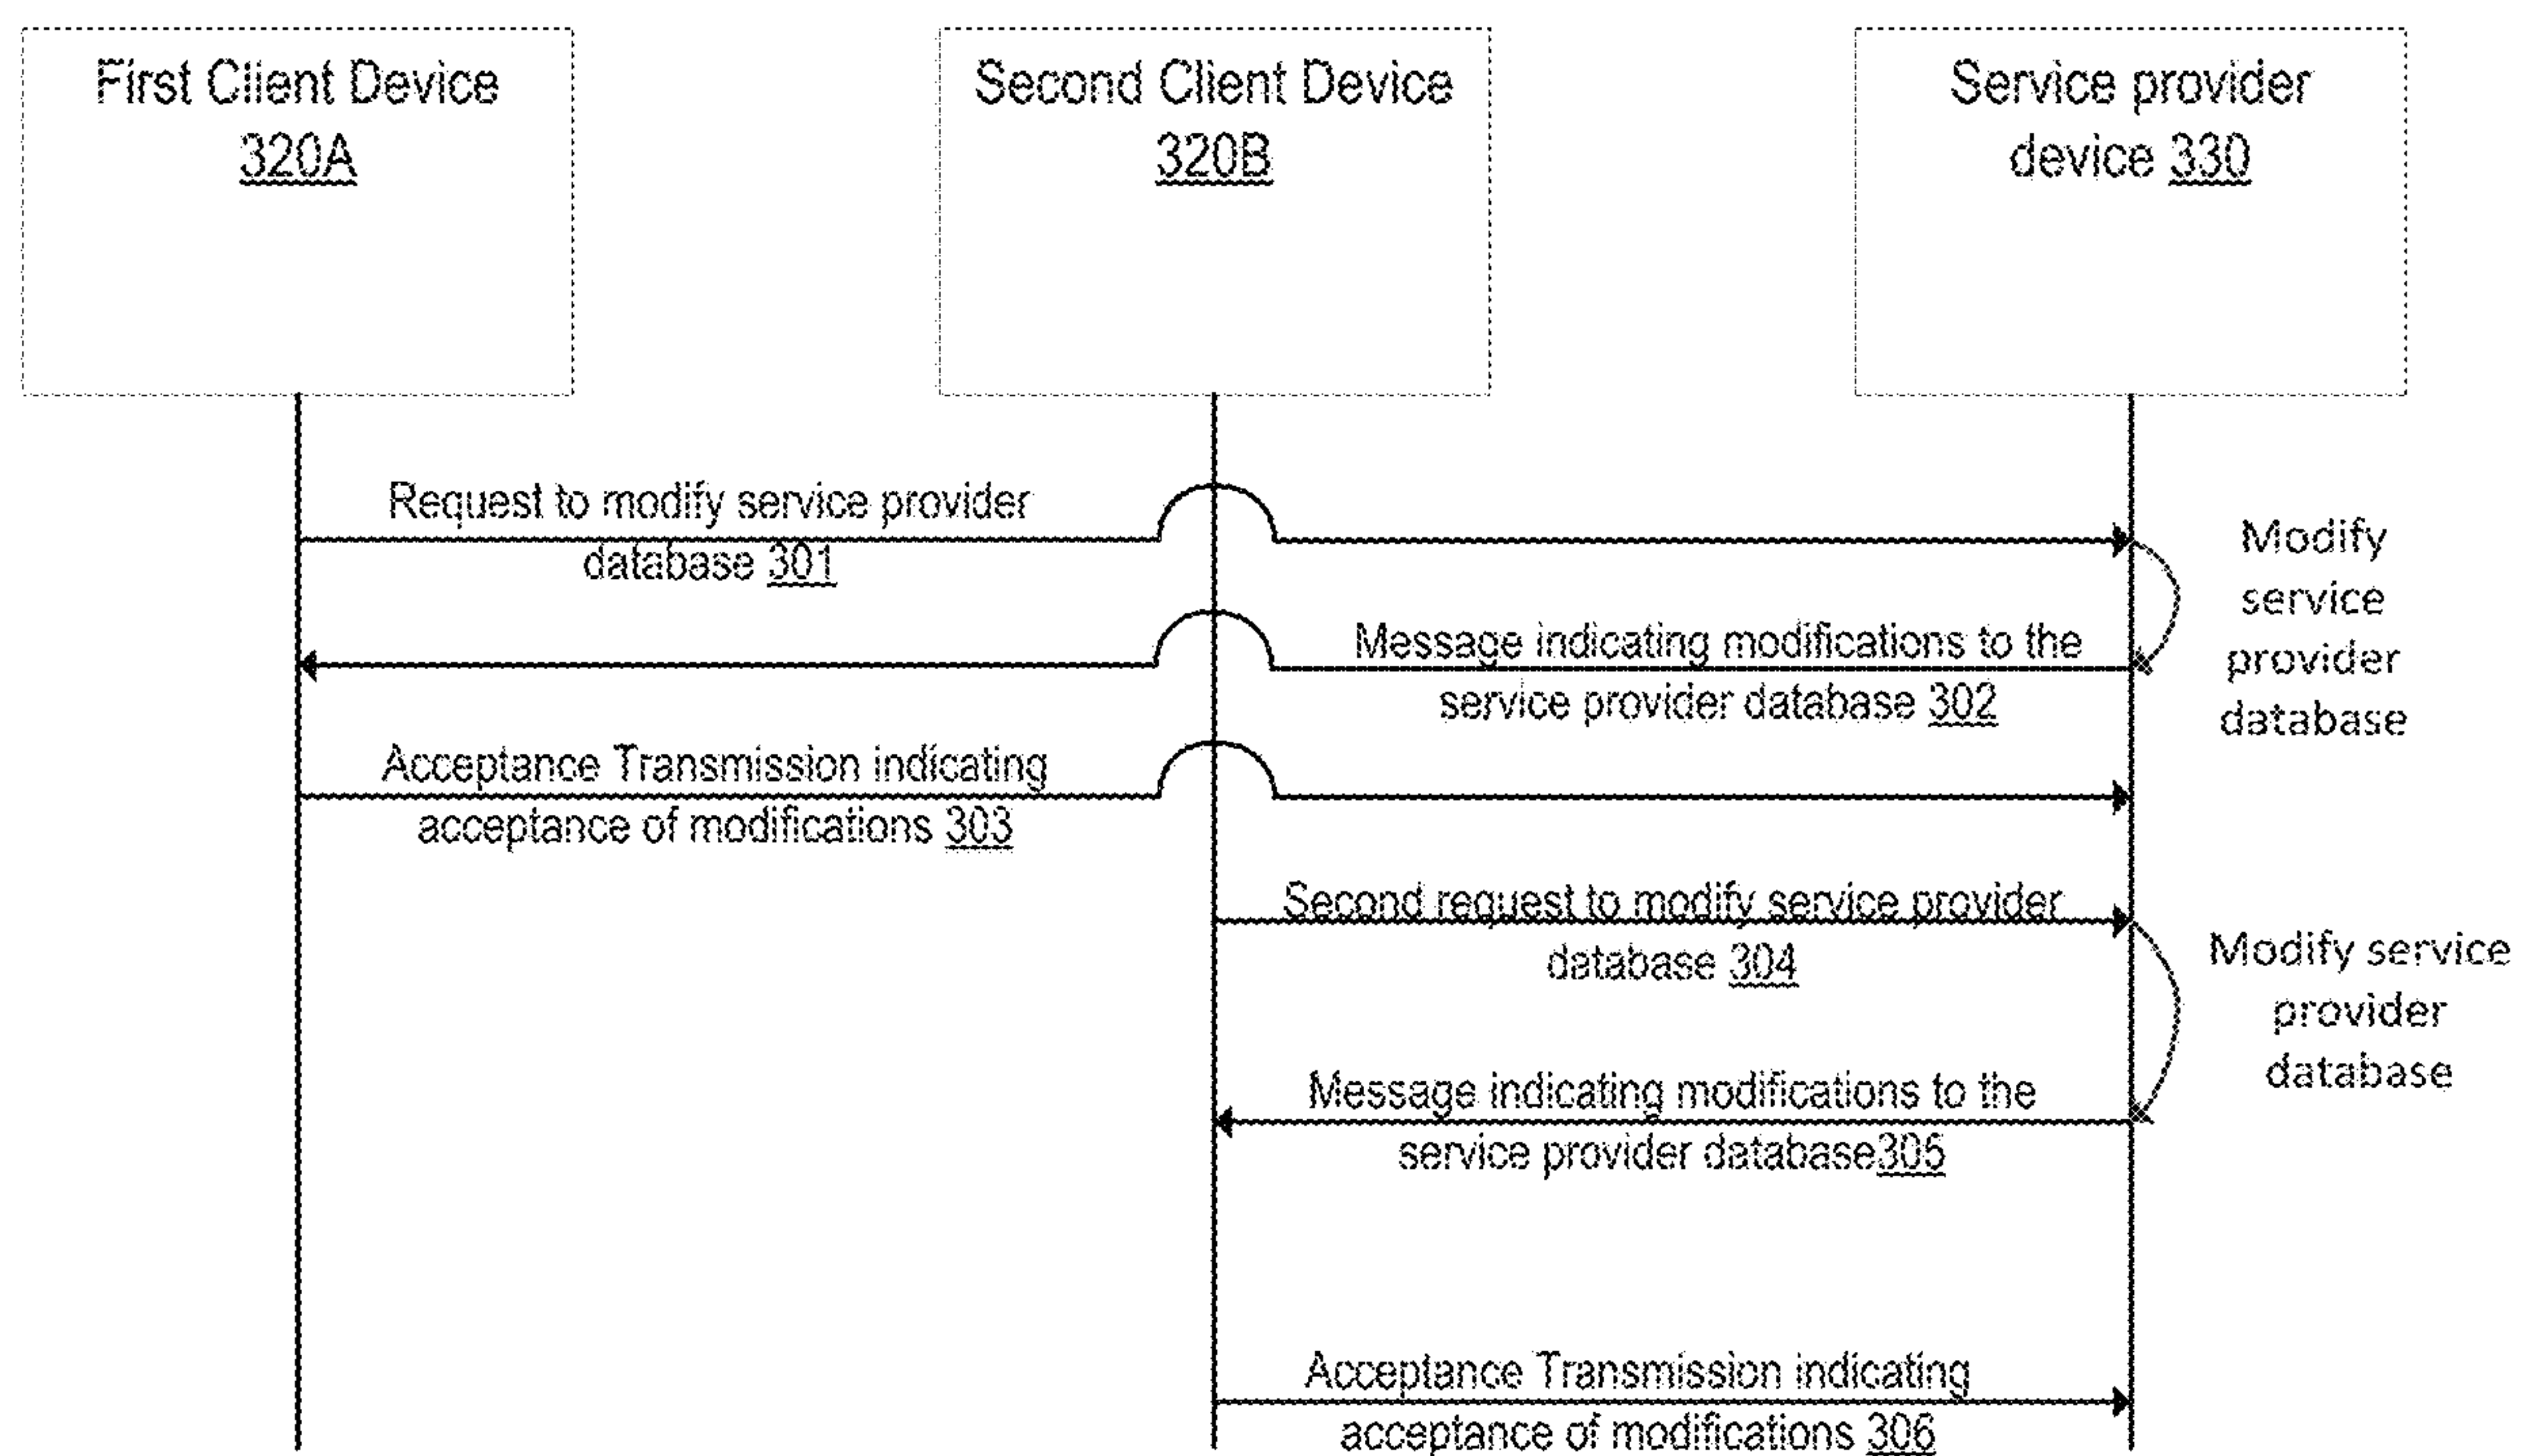 First Client Device
320A
Second Client Device
320B
Service provider
device 330
Request to modify service provider
database 301
Modify
service
provider
database
Message indicating modifications to the
service provider database 302
Acceptance Transmission indicating
acceptance of modifications 303
Second request to modify service provider
database 304
Modify service
provider
database
Message indicating modifications to the
service provider database305
Acceptance Transmission indicating
acceptance of modifications 306